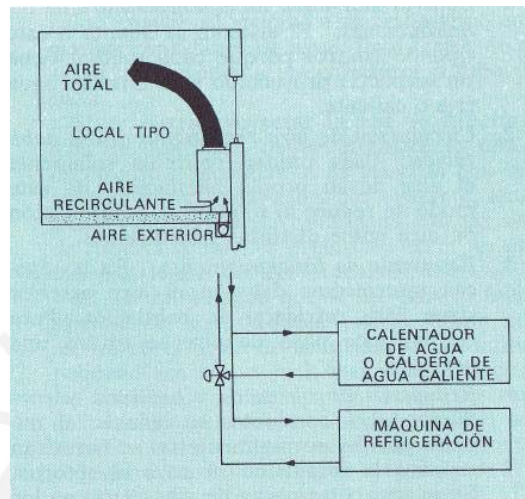 AIRE
TOTAL
LOCAL TIPO
AIRE
RECIRCULANTE
AIRE EXTERIOR
CALENTADOR
DE AGUA
O CALDERA DE
AGUA CALIENTE
MÁQUINA DE
REFRIGERACIÓN